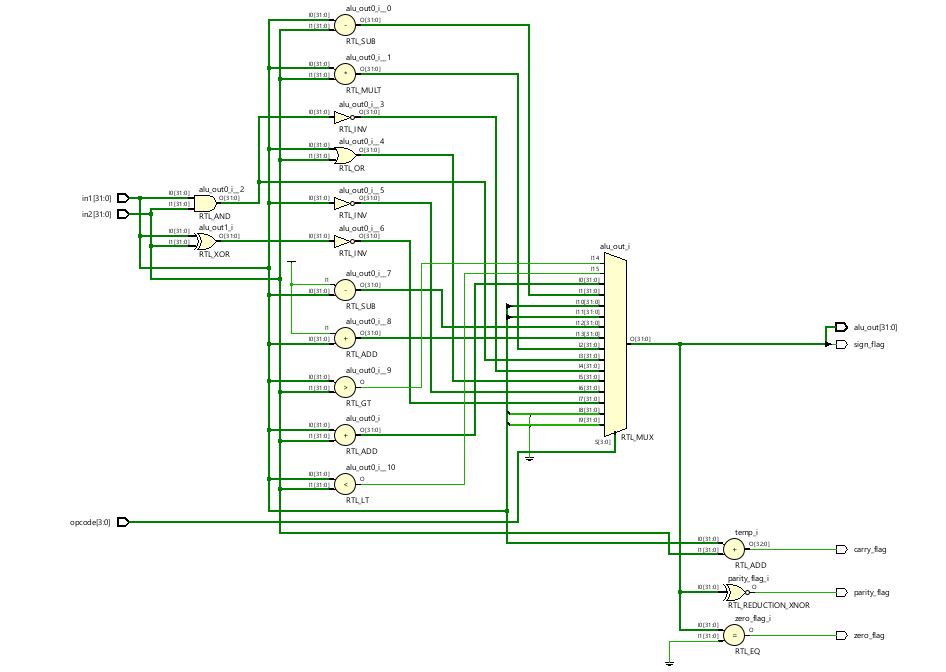 alu_out0_i__0
I0[31:0]
O[31:0]
I1[31:0]
RTL_SUB
alu_out0_i__1
I0[31:0]
O[31:0]
I1[31:0]
RTL_MULT
alu_out0_i__3
I0[31:0]
O[31:0]
RTL_INV
alu_out0_i__4
I0[31:0]
O[31:0]
I1[31:0]
RTL_OR
in1[31:0]
in2[31:0]
alu_out0_i__2
I0[31:0]
O[31:0]
I1[31:0]
RTL_AND
alu_out0_i__5
I0[31:0]
O[31:0]
RTL_INV
alu_out1_i
I0[31:0]
O[31:0]
I1[31:0]
RTL_XOR
alu_out0_i__6
I0[31:0]
O[31:0]
RTL_INV
alu_out0_i__7
I1
O[31:0]
I0[31:0]
-
RTL_SUB
alu_out0_i__8
I1
O[31:0]
I0[31:0]
+
RTL_ADD
alu_out0_i__9
I0[31:0]
O
I1[31:0]
>
RTL_GT
alu_out0_i
I0[31:0]
O[31:0]
I1[31:0]
+
RTL_ADD
alu_out0_i__10
I0[31:0]
O
I1[31:0]
<
RTL_LT
opcode[3:0]
alu_out_i
I14
I15
I0[31:0]
I1[31:0]
I10[31:0]
I11[31:0]
I12[31:0]
I13[31:0]
I2[31:0]
I3[31:0]
I4[31:0]
I5[31:0]
I6[31:0]
I7[31:0]
I8[31:0]
I9[31:0]
S[3:0]
O[31:0]
RTL_MUX
alu_out[31:0]
sign_flag
temp_i
I0[31:0]
O[32:0]
I1[31:0]
+
RTL_ADD
carry_flag
parity_flag_i
I0[31:0]
O
RTL_REDUCTION_XNOR
parity_flag
zero_flag_i
I0[31:0]
O
I1[31:0]
=
RTL_EQ
zero_flag